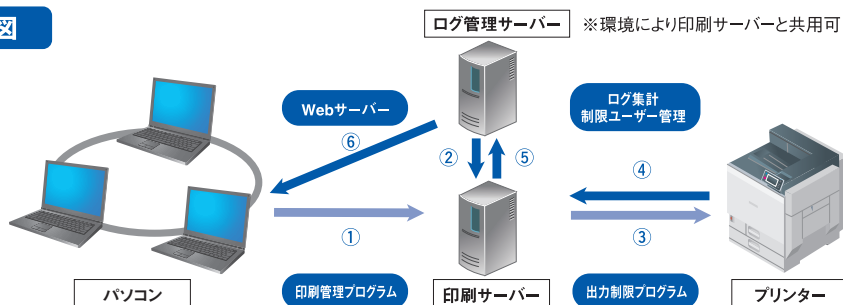 図
ログ管理サーバー ※環境により印刷サーバーと共用可
Webサーバー
ログ集計
制限ユーザー管理
⑥
②
⑤
④
①
③
パソコン
印刷管理プログラム
印刷サーバー
出力制限プログラム
プリンター